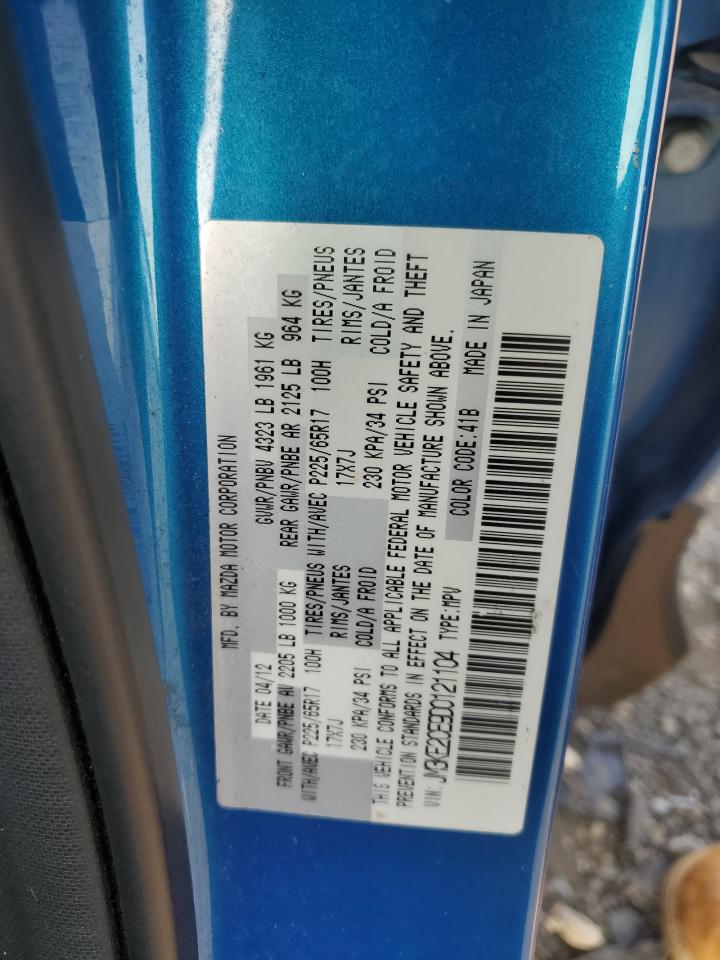 MFD. BY MAZDA MOTOR CORPORATION
DATE 04/12 GVWR/PNBV 4323 LB 1961 KG
FRONT GAWR/PNBE AV 2205 LB 1000 KG REAR GAWR/PNBE AR 2125 LB 964 KG
WITH/AVEC P225/65R17 100H TIRES/PNEUS WITH/AVEC P225/65R17 100H TIRES/PNEUS
17X7J RIMS/JANTES 17X7J RIMS/JANTES
230 KPA/34 PSI COLD/A FROID 230 KPA/34 PSI COLD/A FROID
THIS VEHICLE CONFORMS TO ALL APPLICABLE FEDERAL MOTOR VEHICLE SAFETY AND THEFT
PREVENTION STANDARDS IN EFFECT ON THE DATE OF MANUFACTURE SHOWN ABOVE.
VIN: JM3KE2DE9D0121104 TYPE:MPV COLOR CODE:41B MADE IN JAPAN